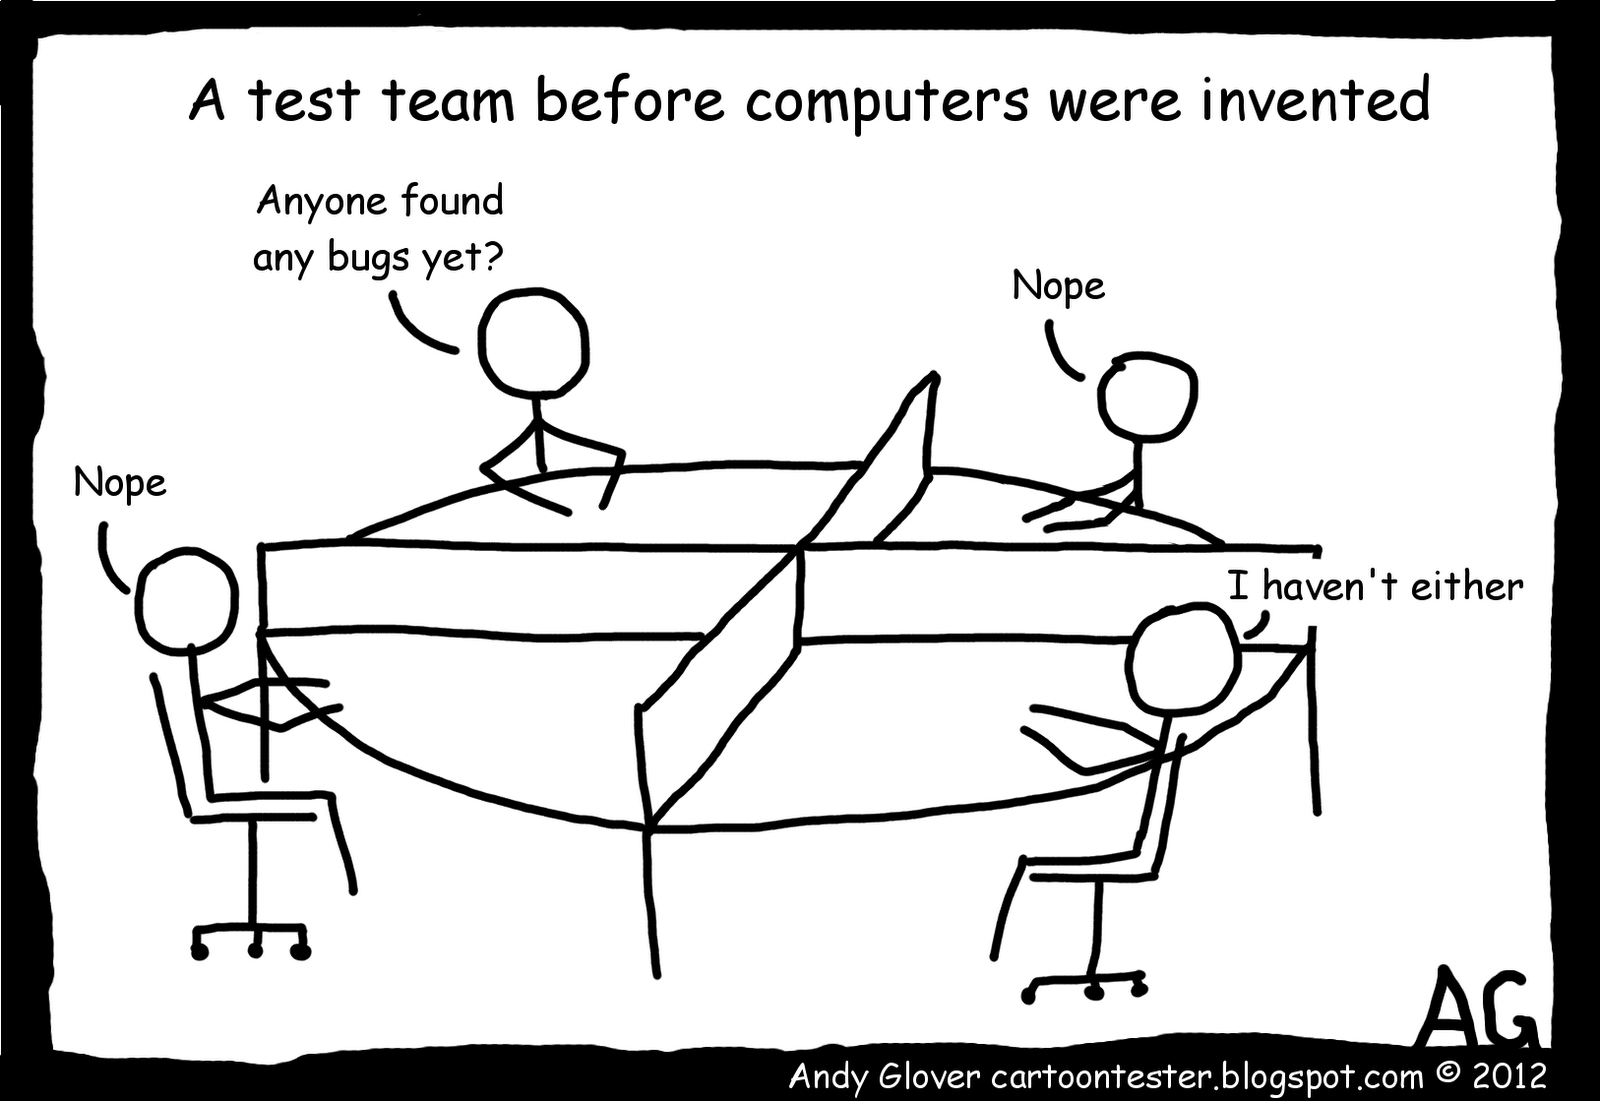 A test team before computers were invented
Anyone found
any bugs yet?
Nope
Nope
I haven't either
AG
Andy Glover cartoontester.blogspot.com © 2012